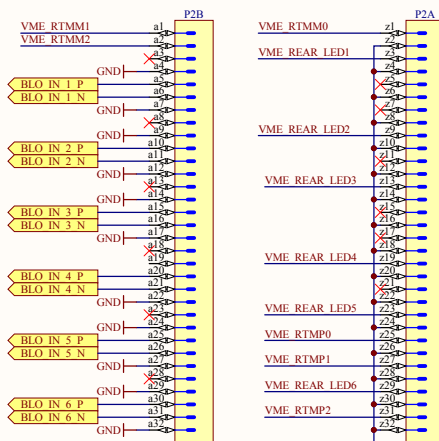 P2B
VME_RTMM1 a1
VME_RTMM2 a2
a3
GND a4
BLO_IN_1_P a5
BLO_IN_1_N a6
GND a7
a8
GND a9
BLO_IN_2_P a10
BLO_IN_2_N a11
GND a12
a13
GND a14
BLO_IN_3_P a15
BLO_IN_3_N a16
GND a17
a18
a19
BLO_IN_4_P a20
BLO_IN_4_N a21
GND a22
a23
GND a24
BLO_IN_5_P a25
BLO_IN_5_N a26
GND a27
a28
GND a29
BLO_IN_6_P a30
BLO_IN_6_N a31
GND a32
P2A
VME_RTMM0 z1
z2
VME_REAR_LED1 z3
z4
z5
z6
z7
z8
VME_REAR_LED2 z9
z10
z11
z12
VME_REAR_LED3 z13
z14
z15
z16
z17
z18
VME_REAR_LED4 z19
z20
z21
z22
VME_REAR_LED5 z23
z24
VME_RTMP0 z25
z26
VME_RTMP1 z27
z28
VME_REAR_LED6 z29
z30
VME_RTMP2 z31
z32